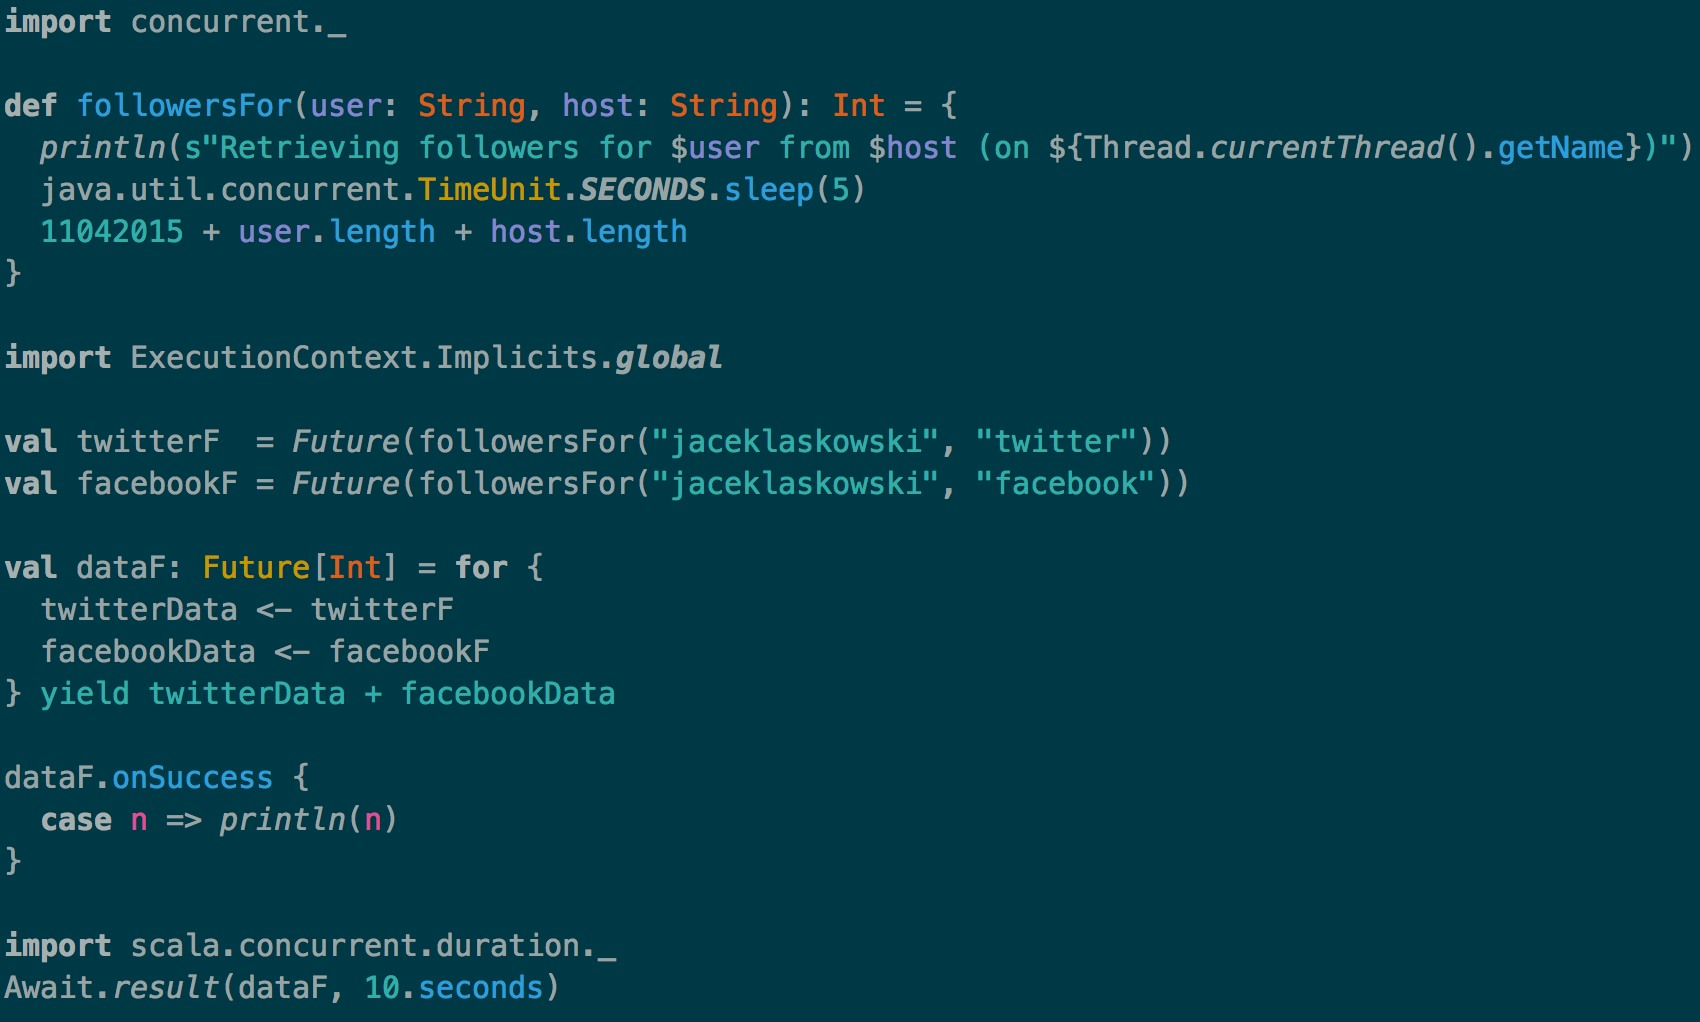 import concurrent._
def followersFor(user: String, host: String): Int = {
  println(s"Retrieving followers for $user from $host (on ${Thread.currentThread().getName})")
  java.util.concurrent.TimeUnit.SECONDS.sleep(5)
  11042015 + user.length + host.length
}
import ExecutionContext.Implicits.global
val twitterF  = Future(followersFor("jaceklaskowski", "twitter"))
val facebookF = Future(followersFor("jaceklaskowski", "facebook"))
val dataF: Future[Int] = for {
  twitterData <- twitterF
  facebookData <- facebookF
} yield twitterData + facebookData
dataF.onSuccess {
  case n => println(n)
}
import scala.concurrent.duration._
Await.result(dataF, 10.seconds)